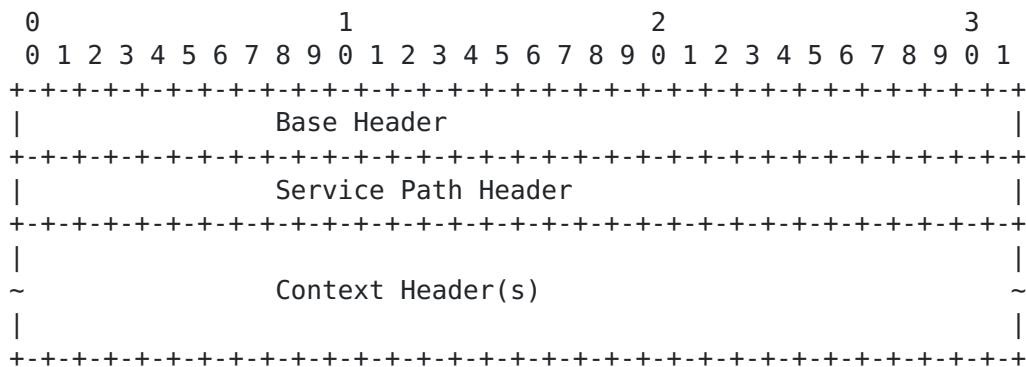 0                   1                   2                   3
0 1 2 3 4 5 6 7 8 9 0 1 2 3 4 5 6 7 8 9 0 1 2 3 4 5 6 7 8 9 0 1
+-+-+-+-+-+-+-+-+-+-+-+-+-+-+-+-+-+-+-+-+-+-+-+-+-+-+-+-+-+-+-+-+
|                Base Header                                    |
+-+-+-+-+-+-+-+-+-+-+-+-+-+-+-+-+-+-+-+-+-+-+-+-+-+-+-+-+-+-+-+-+
|                Service Path Header                            |
+-+-+-+-+-+-+-+-+-+-+-+-+-+-+-+-+-+-+-+-+-+-+-+-+-+-+-+-+-+-+-+-+
|                                                               |
~                Context Header(s)                              ~
|                                                               |
+-+-+-+-+-+-+-+-+-+-+-+-+-+-+-+-+-+-+-+-+-+-+-+-+-+-+-+-+-+-+-+-+